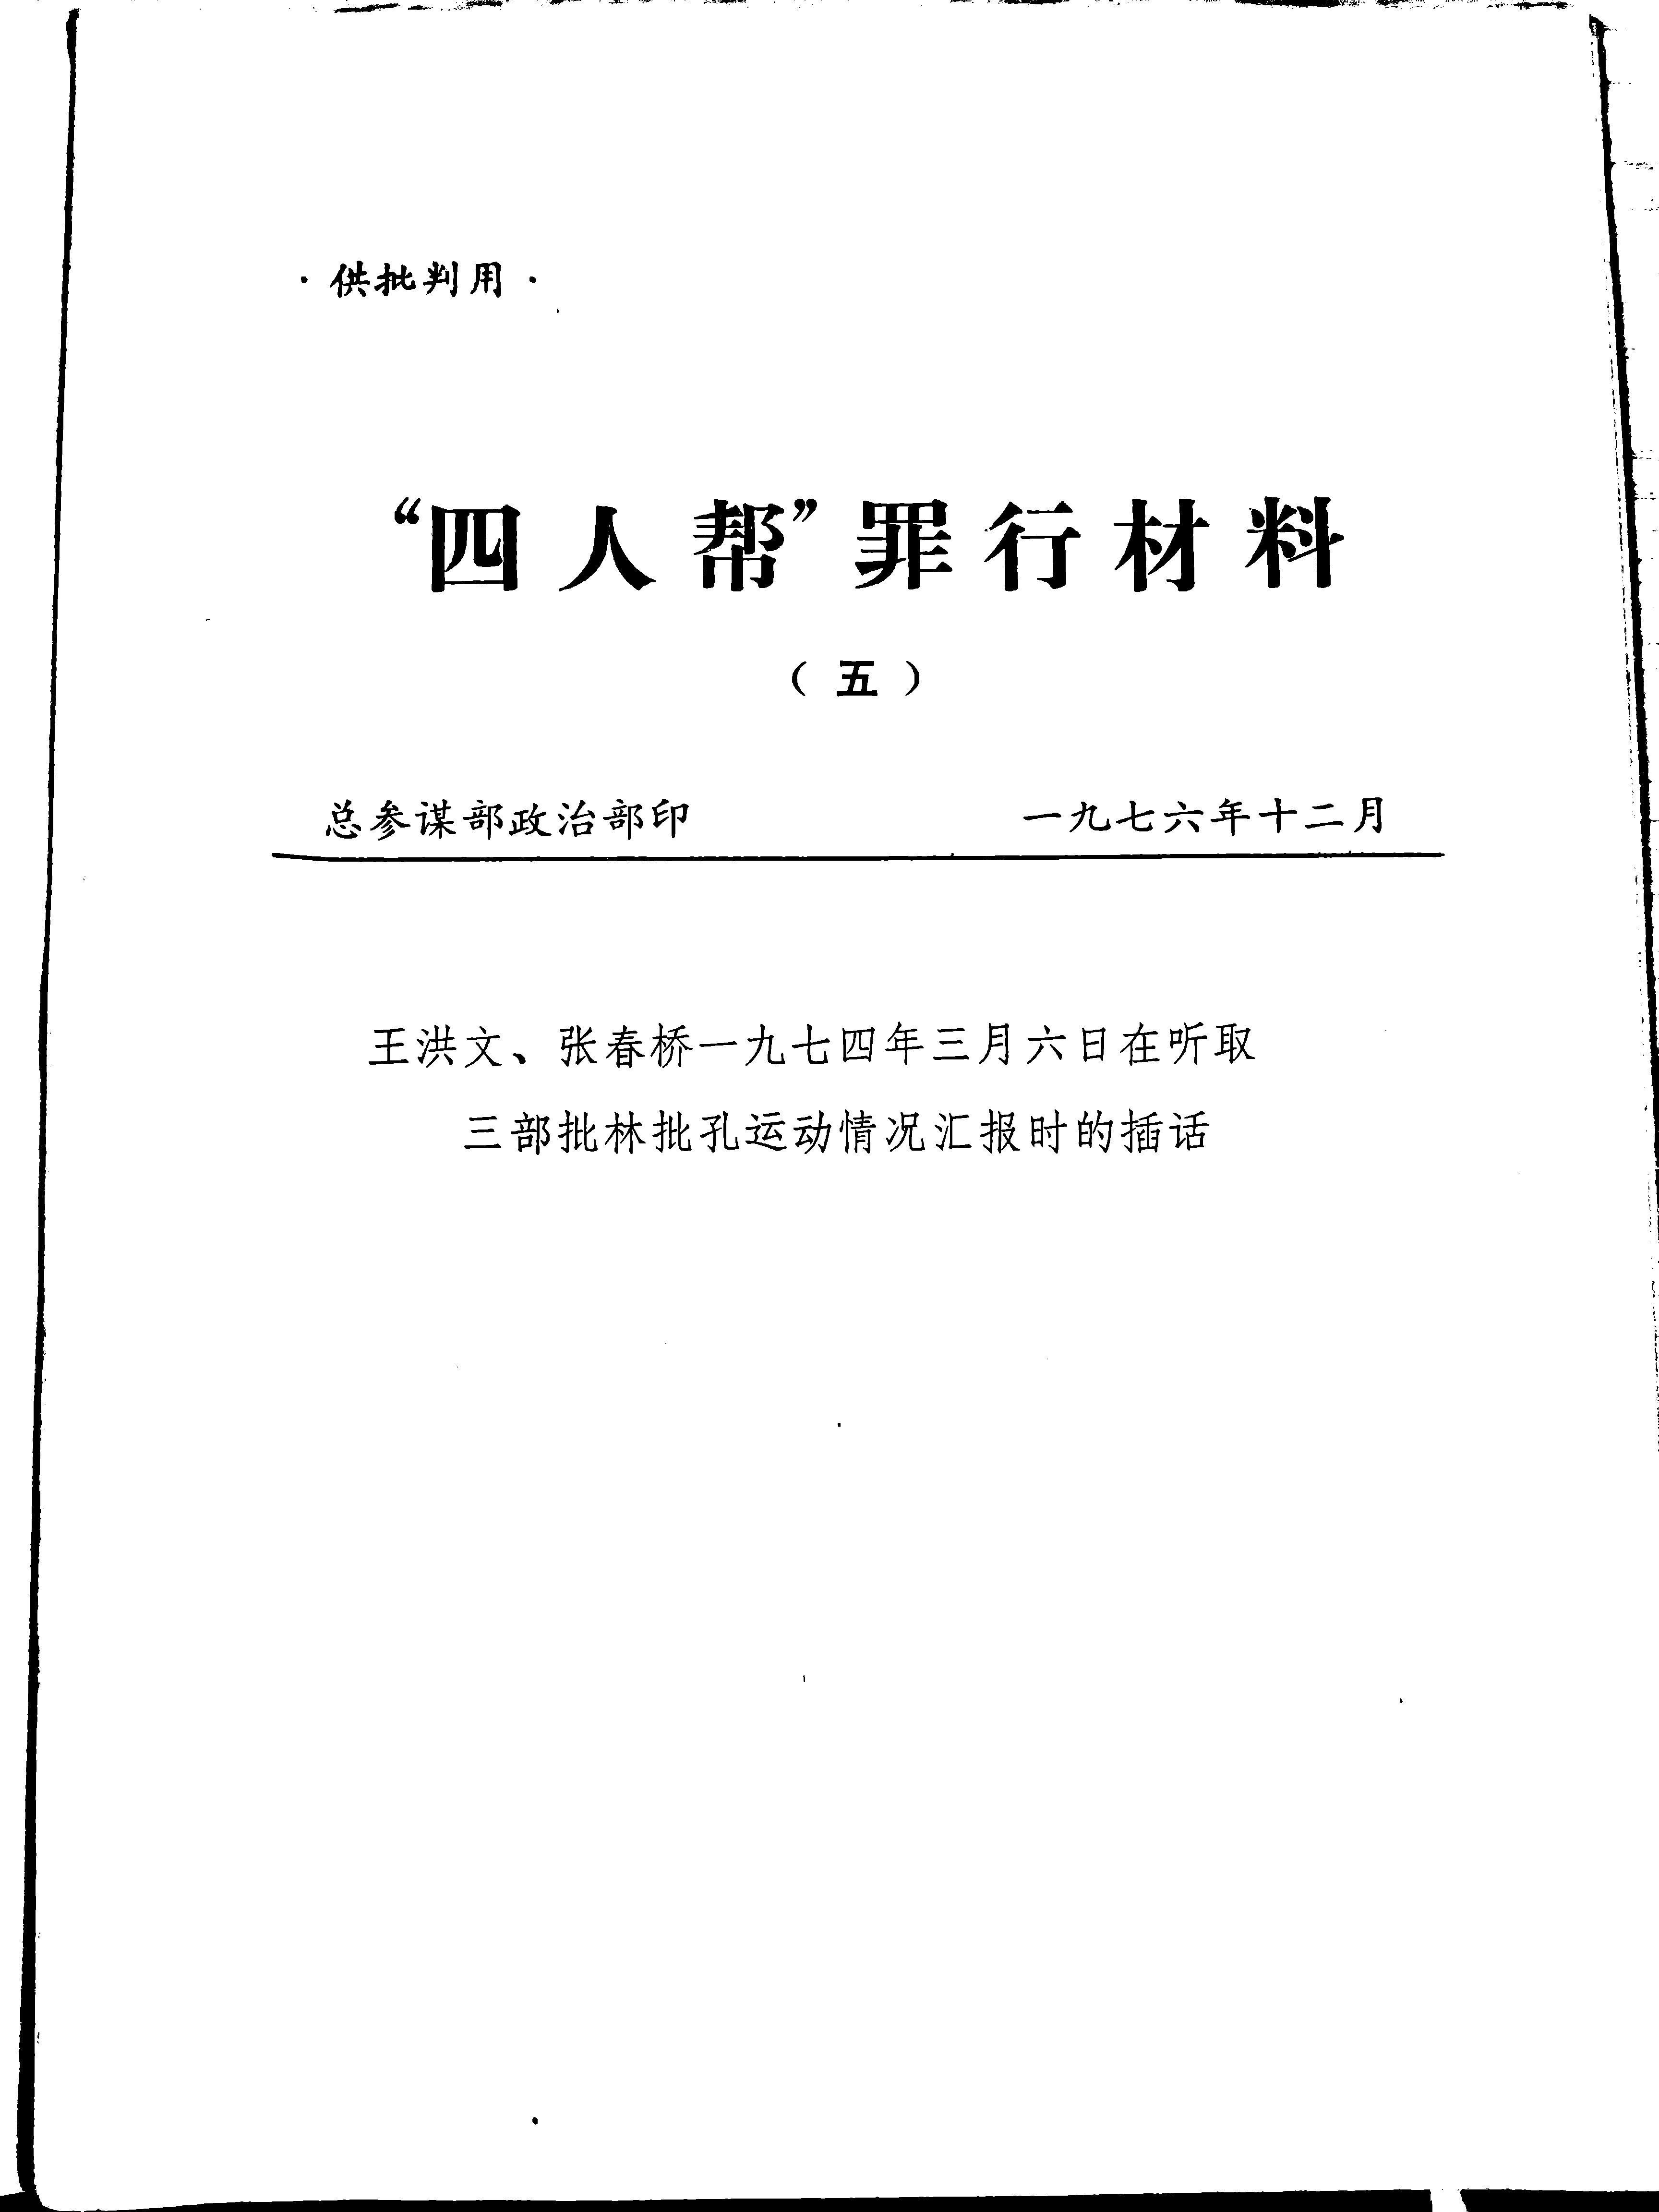 ·供批判用·
“四人帮”罪行材料
（五）
总参谋部政治部印 一九七六年十二月
王洪文、张春桥一九七四年三月六日在听取
三部批林批孔运动情况汇报时的插话